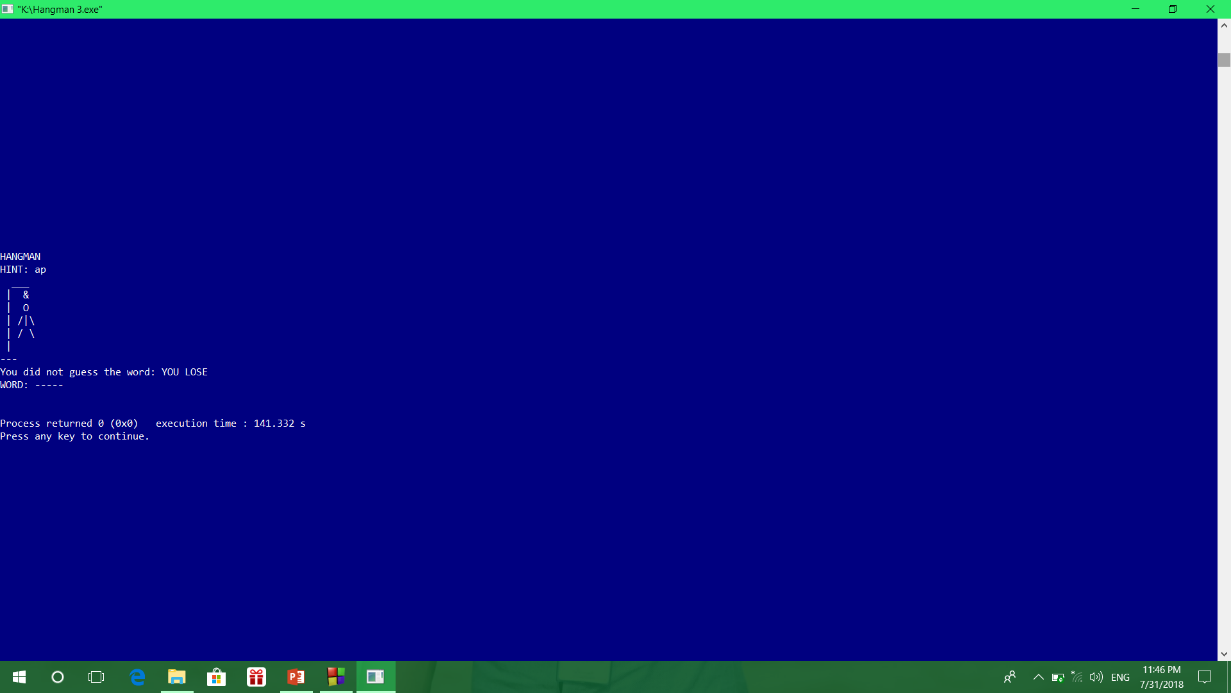 "K:\Hangman 3.exe"
HANGMAN
HINT: ap
  ___
 |  &
 |  O
 | /|\
 | / \
 |
---
You did not guess the word: YOU LOSE
WORD: -----
Process returned 0 (0x0)   execution time : 141.332 s
Press any key to continue.
ENG
11:46 PM
7/31/2018